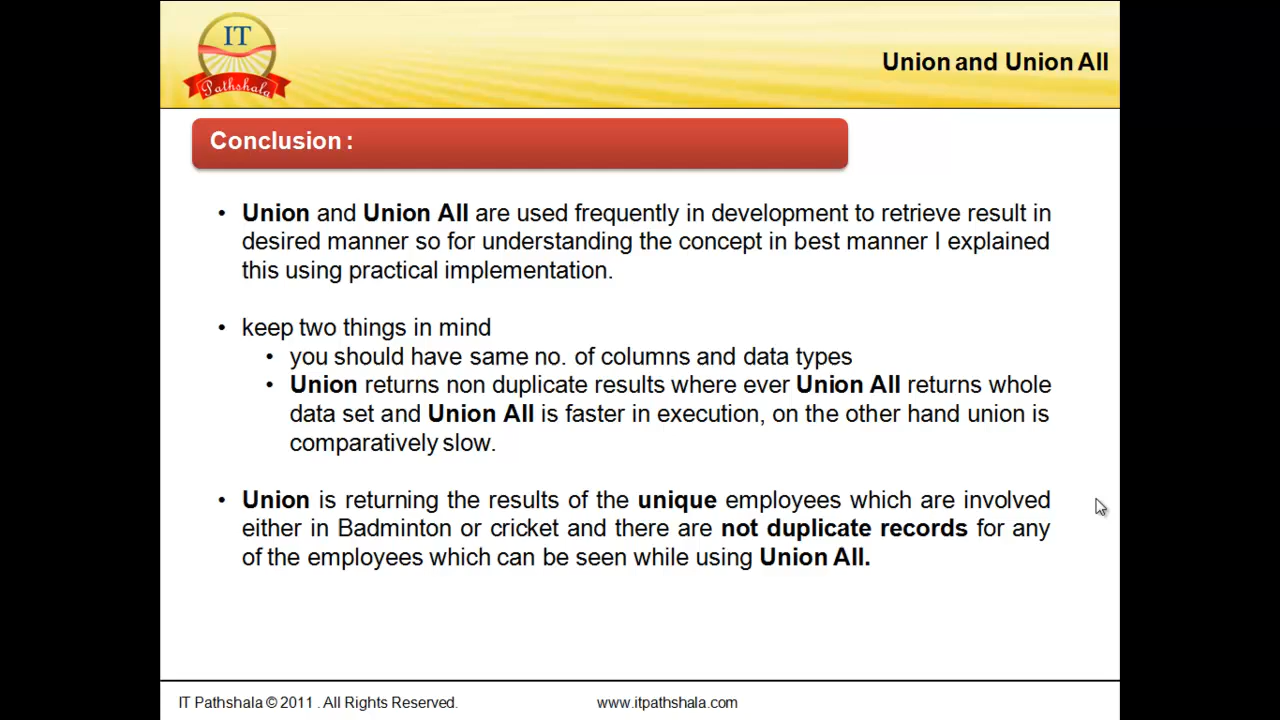 IT
Pathshala
Union and Union All
Conclusion :
• Union and Union All are used frequently in development to retrieve result in
desired manner so for understanding the concept in best manner I explained
this using practical implementation.
• keep two things in mind
• you should have same no. of columns and data types
• Union returns non duplicate results where ever Union All returns whole
data set and Union All is faster in execution, on the other hand union is
comparatively slow.
• Union is returning the results of the unique employees which are involved
either in Badminton or cricket and there are not duplicate records for any
of the employees which can be seen while using Union All.
IT Pathshala © 2011 . All Rights Reserved.
www.itpathshala.com